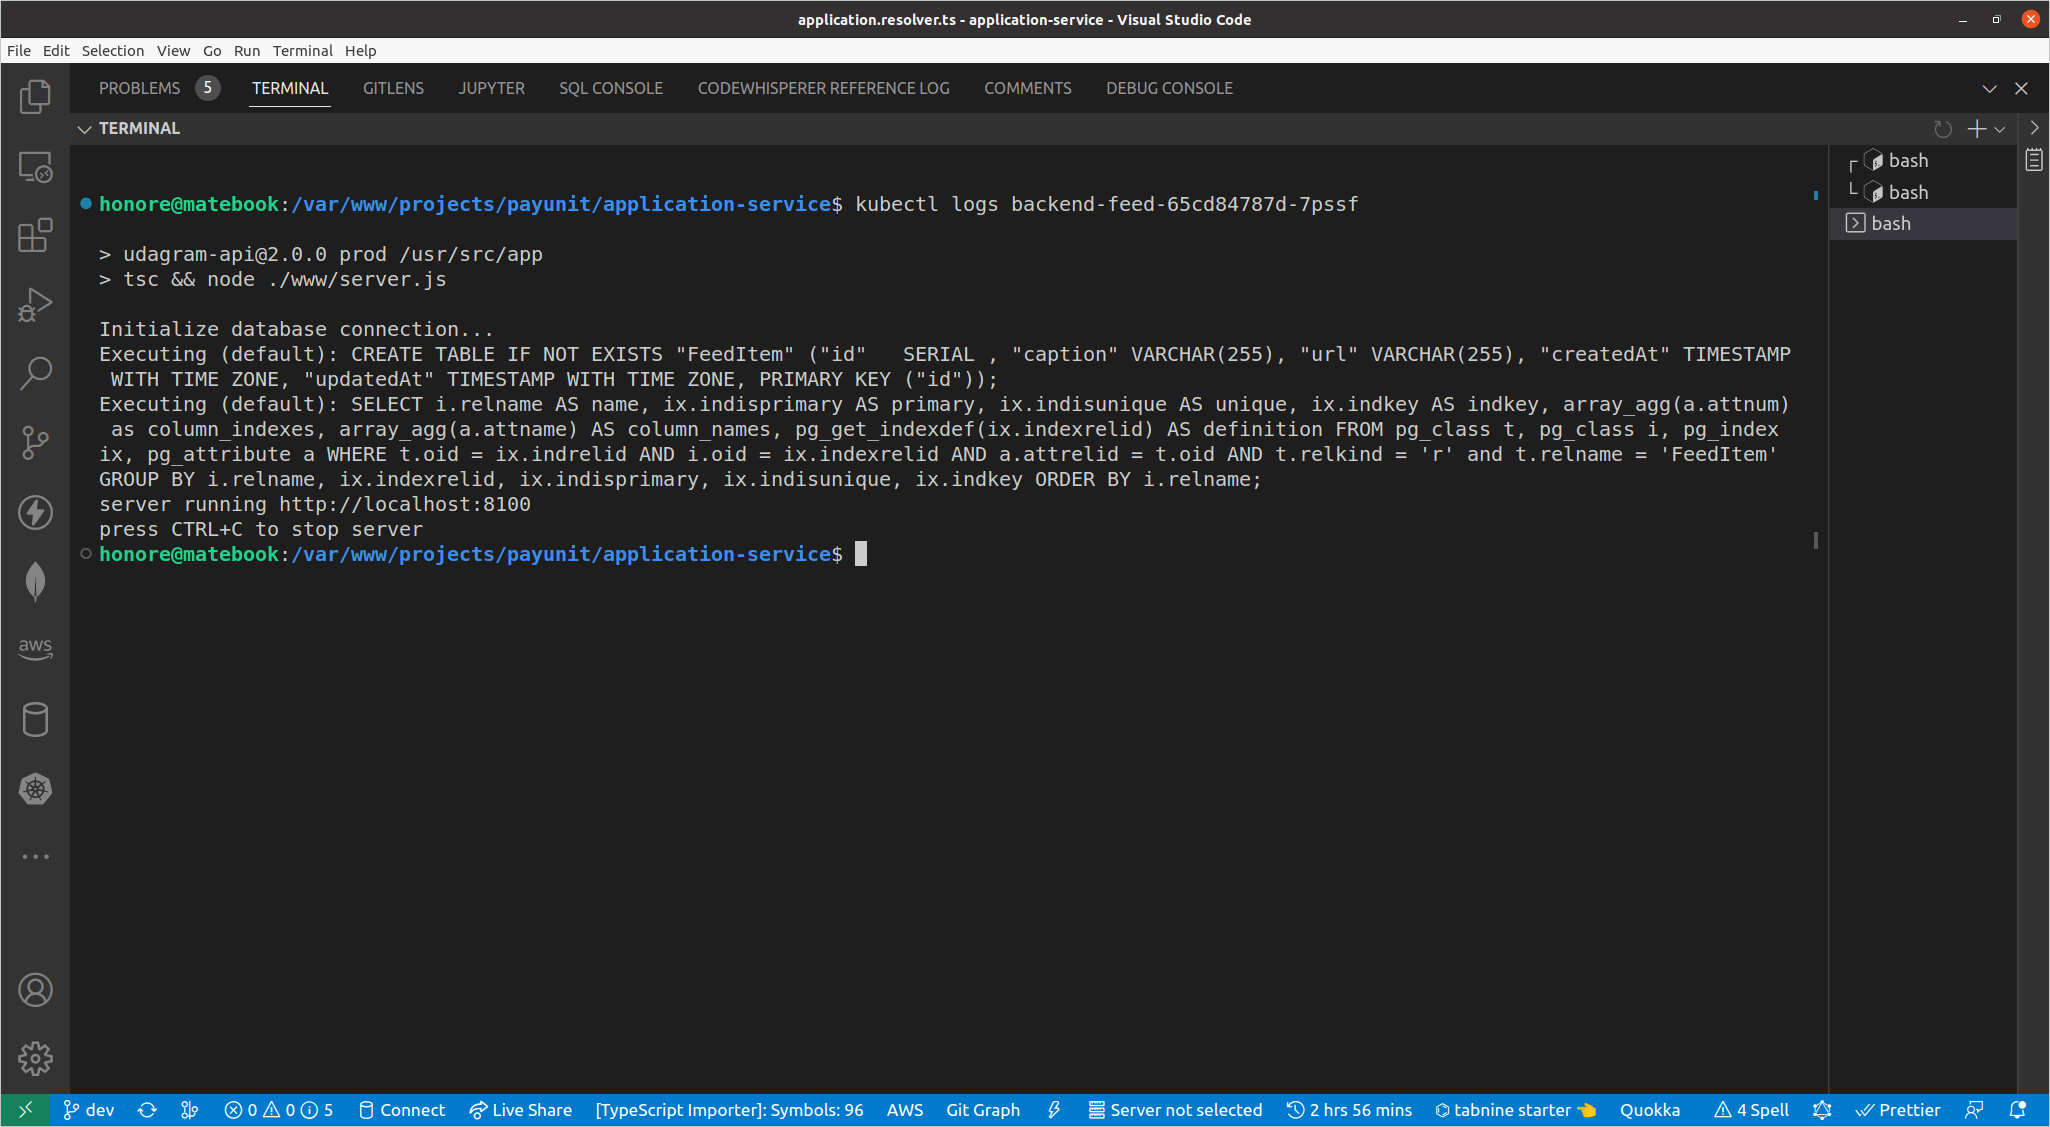 application.resolver.ts - application-service - Visual Studio Code
File Edit Selection View Go Run Terminal Help
PROBLEMS 5 TERMINAL GITLENS JUPYTER SQL CONSOLE CODEWHISPERER REFERENCE LOG COMMENTS DEBUG CONSOLE
TERMINAL
bash
bash
bash
honore@matebook:/var/www/projects/payunit/application-service$ kubectl logs backend-feed-65cd84787d-7pssf
> udagram-api@2.0.0 prod /usr/src/app
> tsc && node ./www/server.js
Initialize database connection...
Executing (default): CREATE TABLE IF NOT EXISTS "FeedItem" ("id"   SERIAL , "caption" VARCHAR(255), "url" VARCHAR(255), "createdAt" TIMESTAMP
 WITH TIME ZONE, "updatedAt" TIMESTAMP WITH TIME ZONE, PRIMARY KEY ("id"));
Executing (default): SELECT i.relname AS name, ix.indisprimary AS primary, ix.indisunique AS unique, ix.indkey AS indkey, array_agg(a.attnum)
 as column_indexes, array_agg(a.attname) AS column_names, pg_get_indexdef(ix.indexrelid) AS definition FROM pg_class t, pg_class i, pg_index
ix, pg_attribute a WHERE t.oid = ix.indrelid AND i.oid = ix.indexrelid AND a.attrelid = t.oid AND t.relkind = 'r' and t.relname = 'FeedItem'
GROUP BY i.relname, ix.indexrelid, ix.indisprimary, ix.indisunique, ix.indkey ORDER BY i.relname;
server running http://localhost:8100
press CTRL+C to stop server
honore@matebook:/var/www/projects/payunit/application-service$
aws
dev 0 0 5 Connect Live Share [TypeScript Importer]: Symbols: 96 AWS Git Graph Server not selected 2 hrs 56 mins tabnine starter 👈 Quokka 4 Spell Prettier